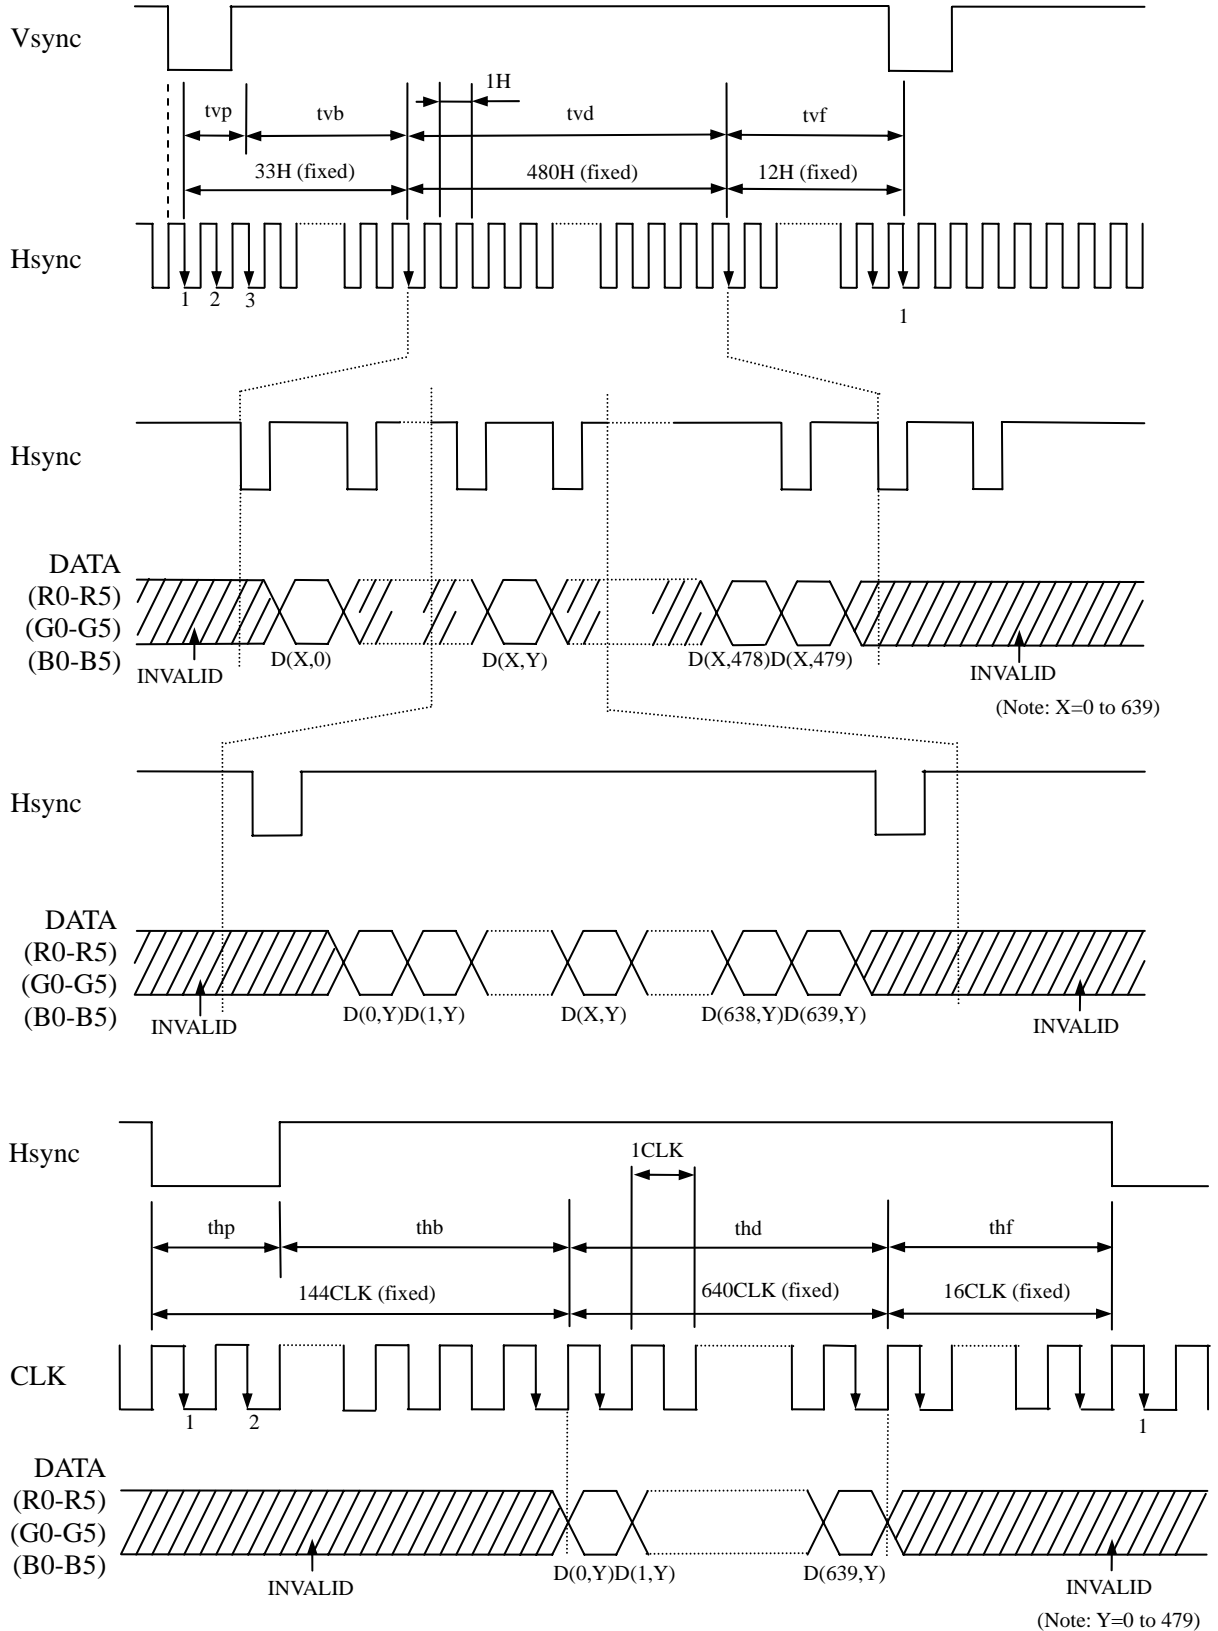 Vsync
1H
tvp tvb tvd tvf
33H (fixed) 480H (fixed) 12H (fixed)
Hsync
1 2 3
1
Hsync
DATA
(R0-R5)
(G0-G5)
(B0-B5)
D(X,0) D(X,Y) D(X,478)D(X,479)
INVALID INVALID
(Note: X=0 to 639)
Hsync
DATA
(R0-R5)
(G0-G5)
(B0-B5)
D(0,Y)D(1,Y) D(X,Y) D(638,Y)D(639,Y)
INVALID INVALID
Hsync
1CLK
thp thb thd thf
144CLK (fixed) 640CLK (fixed) 16CLK (fixed)
CLK
1 2 1
DATA
(R0-R5)
(G0-G5)
(B0-B5)
D(0,Y)D(1,Y) D(639,Y)
INVALID INVALID
(Note: Y=0 to 479)